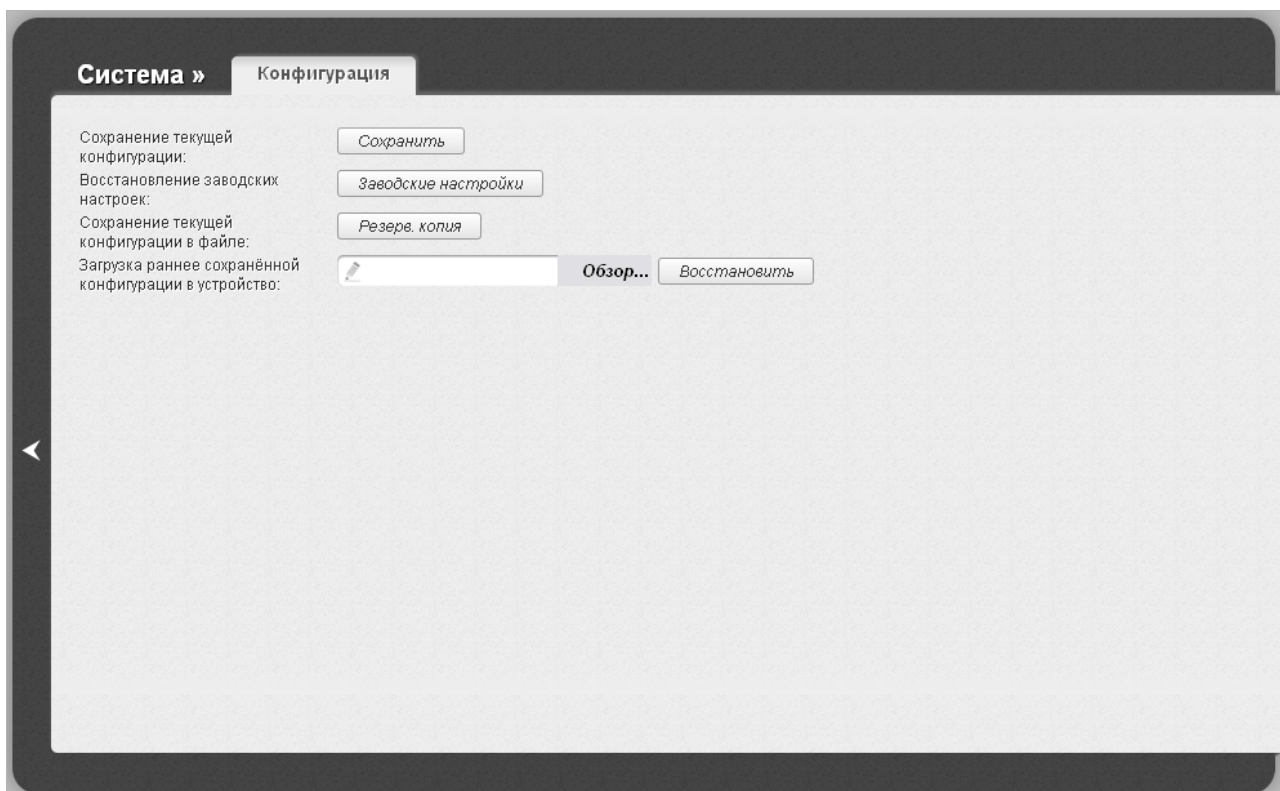 Система » Конфигурация
Сохранение текущей
конфигурации:
Сохранить
Восстановление заводских
настроек:
Заводские настройки
Сохранение текущей
конфигурации в файле:
Резерв. копия
Загрузка раннее сохранённой
конфигурации в устройство:
Обзор... Восстановить